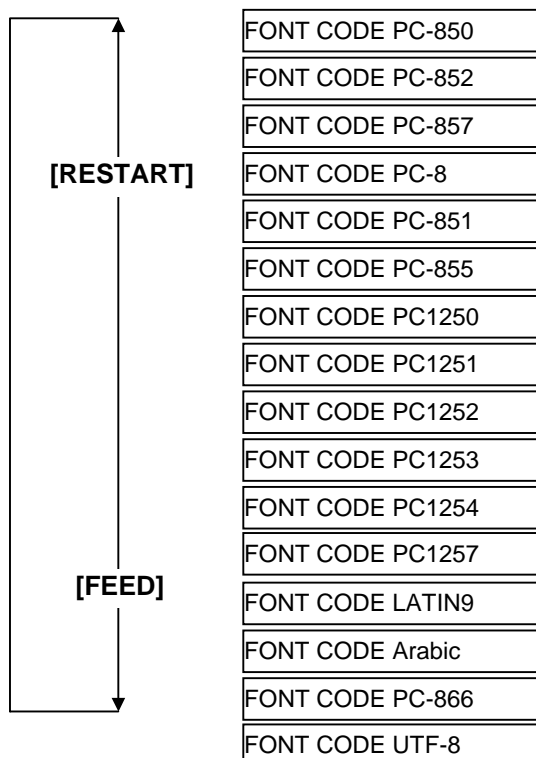 FONT CODE PC-850
FONT CODE PC-852
FONT CODE PC-857
[RESTART]
FONT CODE PC-8
FONT CODE PC-851
FONT CODE PC-855
FONT CODE PC1250
FONT CODE PC1251
FONT CODE PC1252
FONT CODE PC1253
FONT CODE PC1254
FONT CODE PC1257
[FEED]
FONT CODE LATIN9
FONT CODE Arabic
FONT CODE PC-866
FONT CODE UTF-8